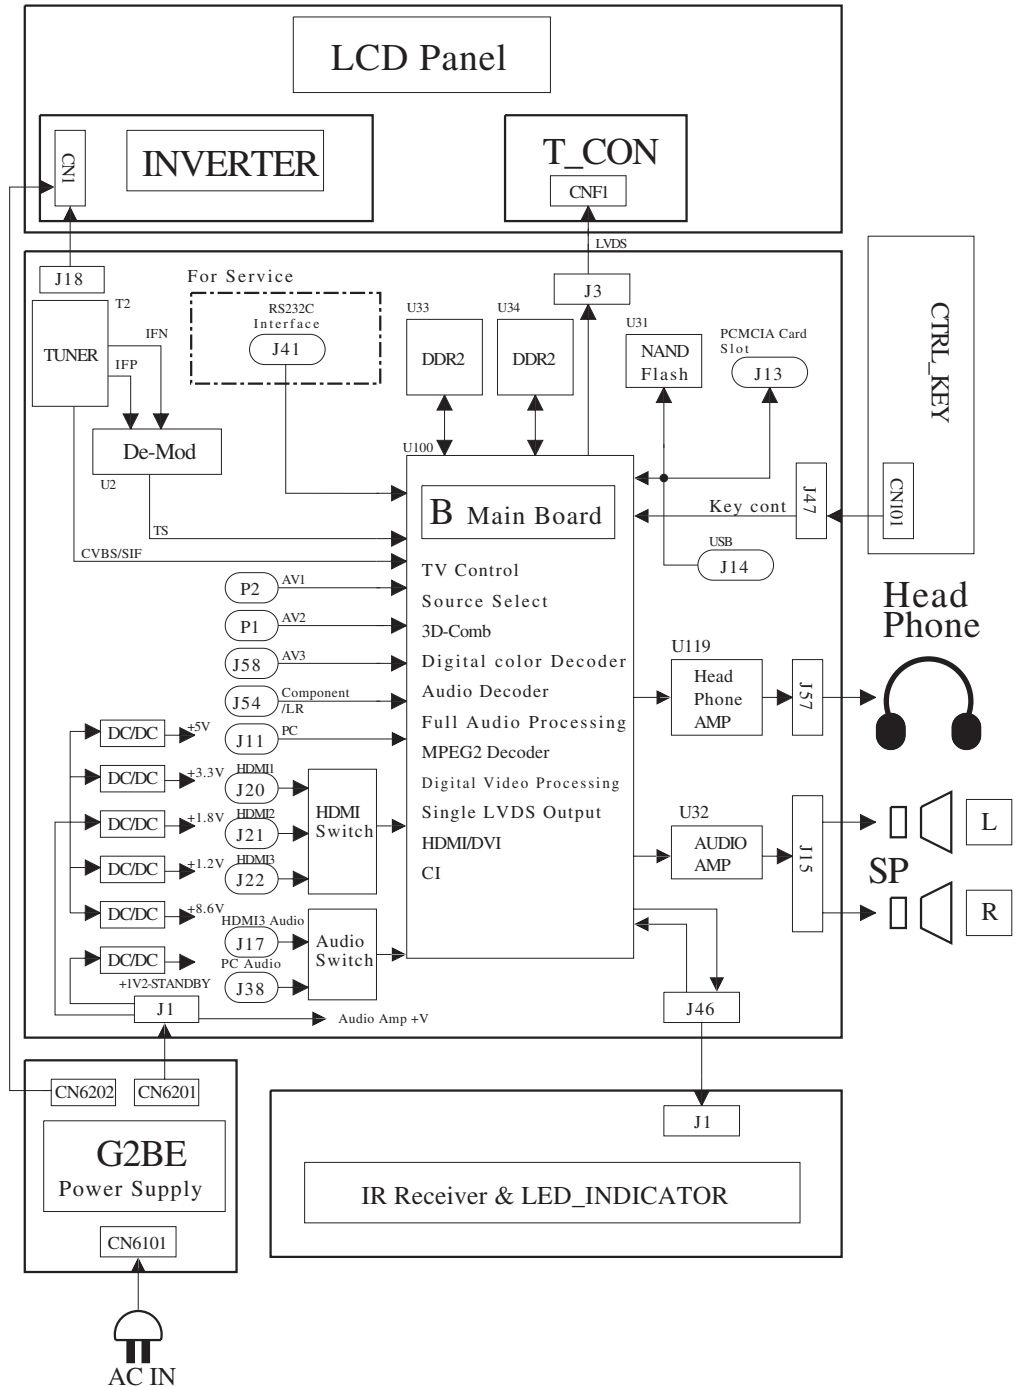 LCD Panel
INVERTER
CN1
T_CON
CNF1
LVDS
J18
For Service
J3
T2
RS232C
Interface
J41
U33
U34
U31
PCMCIA Card
Slot
CTRL_KEY
TUNER
IFN
IFP
DDR2
DDR2
NAND
Flash
J13
De-Mod
U2
U100
B Main Board
Key cont
J47
CN101
TS
CVBS/SIF
USB
J14
TV Control
Source Select
3D-Comb
Digital color Decoder
Audio Decoder
Full Audio Processing
MPEG2 Decoder
Digital Video Processing
Single LVDS Output
HDMI/DVI
CI
P2
AV1
P1
AV2
J58
AV3
J54
Component
/LR
J11
PC
Head
Phone
U119
Head
Phone
AMP
J57
DC/DC
+5V
DC/DC
+3.3V
DC/DC
+1.8V
DC/DC
+1.2V
DC/DC
+8.6V
DC/DC
+1V2-STANDBY
HDMI1
J20
HDMI2
J21
HDMI3
J22
HDMI
Switch
U32
AUDIO
AMP
J15
SP
L
R
HDMI3 Audio
J17
PC Audio
J38
Audio
Switch
J1
Audio Amp +V
J46
CN6202
CN6201
G2BE
Power Supply
CN6101
J1
IR Receiver & LED_INDICATOR
AC IN